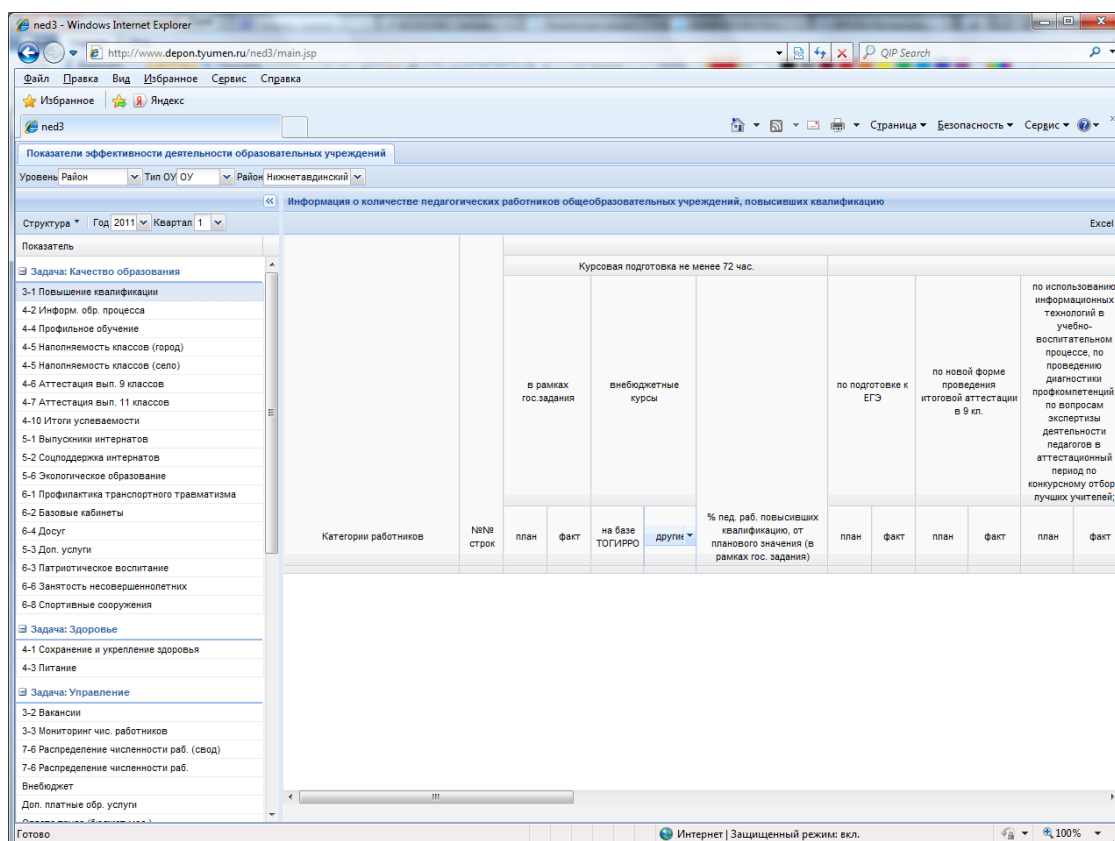 ned3 - Windows Internet Explorer
http://www.depon.tyumen.ru/ned3/main.jsp
QIP Search
Файл Правка Вид Избранное Сервис Справка
Избранное Яндекс
ned3
Страница Безопасность Сервис
Показатели эффективности деятельности образовательных учреждений
Уровень Район Тип ОУ ОУ Район Нижнетавдинский
Информация о количестве педагогических работников общеобразовательных учреждений, повысивших квалификацию
Структура Год 2011 Квартал 1
Excel
Показатель
Задача: Качество образования
3-1 Повышение квалификации
4-2 Информ. обр. процесса
4-4 Профильное обучение
4-5 Наполняемость классов (город)
4-5 Наполняемость классов (село)
4-6 Аттестация вып. 9 классов
4-7 Аттестация вып. 11 классов
4-10 Итоги успеваемости
5-1 Выпускники интернатов
5-2 Соцподдержка интернатов
5-6 Экологическое образование
6-1 Профилактика транспортного травматизма
6-2 Базовые кабинеты
6-4 Досуг
5-3 Доп. услуги
6-3 Патриотическое воспитание
6-6 Занятость несовершеннолетних
6-8 Спортивные сооружения
Задача: Здоровье
4-1 Сохранение и укрепление здоровья
4-3 Питание
Задача: Управление
3-2 Вакансии
3-3 Мониторинг чис. работников
7-6 Распределение численности раб. (свод)
7-6 Распределение численности раб.
Внебюджет
Доп. платные обр. услуги
Курсовая подготовка не менее 72 час.
в рамках
гос.задания
внебюджетные
курсы
по подготовке к
ЕГЭ
по новой форме
проведения
итоговой аттестации
в 9 кл.
по использованию
информационных
технологий в
учебно-
воспитательном
процессе, по
проведению
диагностики
профкомпетенций
по вопросам
экспертизы
деятельности
педагогов в
аттестационный
период по
конкурсному отбор
лучших учителей;
Категории работников
№№
строк
план
факт
на базе
ТОГИРРО
другие
% пед. раб. повысивших
квалификацию, от
планового значения (в
рамках гос. задания)
план
факт
план
факт
план
факт
Готово
Интернет | Защищенный режим: вкл.
100%